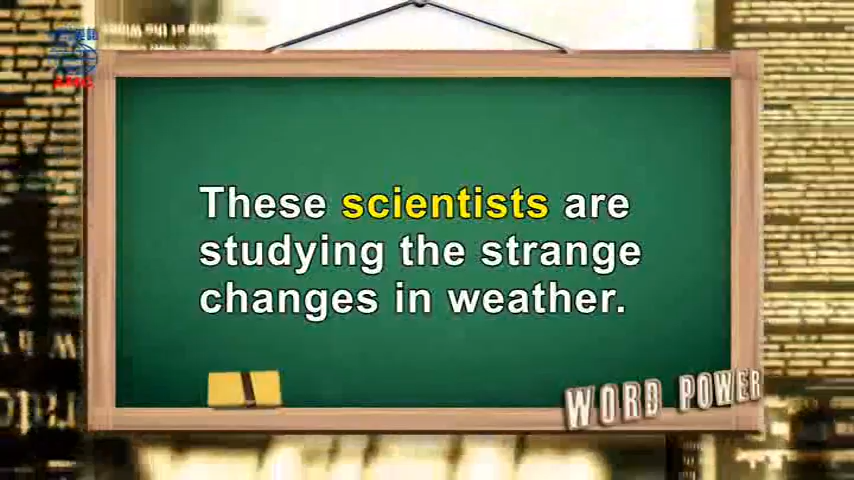 These scientists are
studying the strange
changes in weather.
WORD POWER